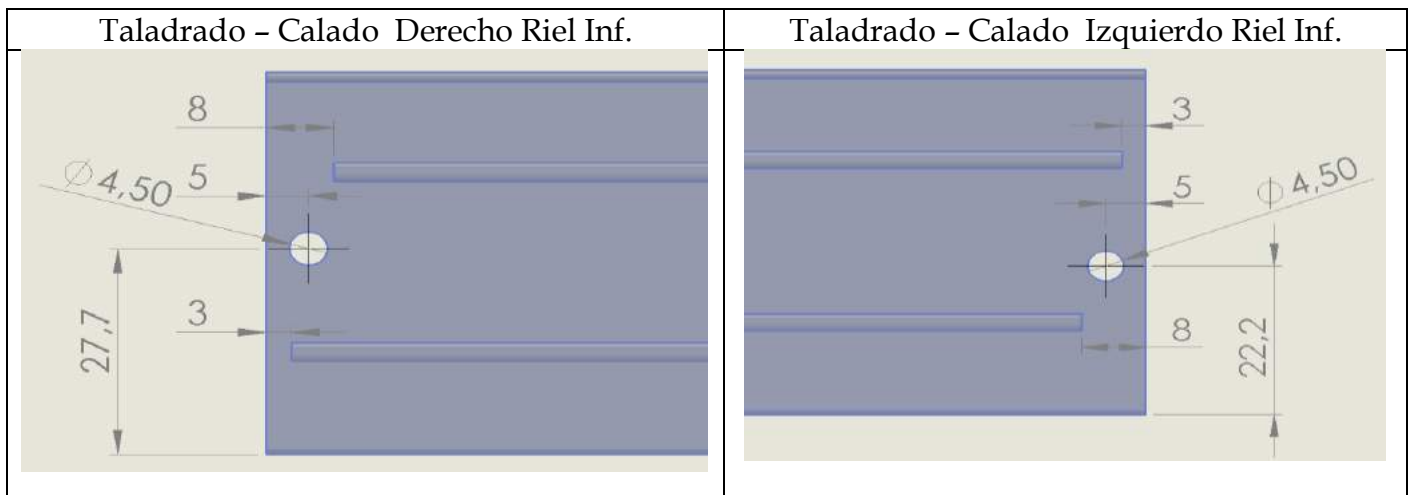 Taladrado – Calado Derecho Riel Inf.
8
5
Ø 4,50
3
27,7
Taladrado – Calado Izquierdo Riel Inf.
3
5
Ø 4,50
8
22,2